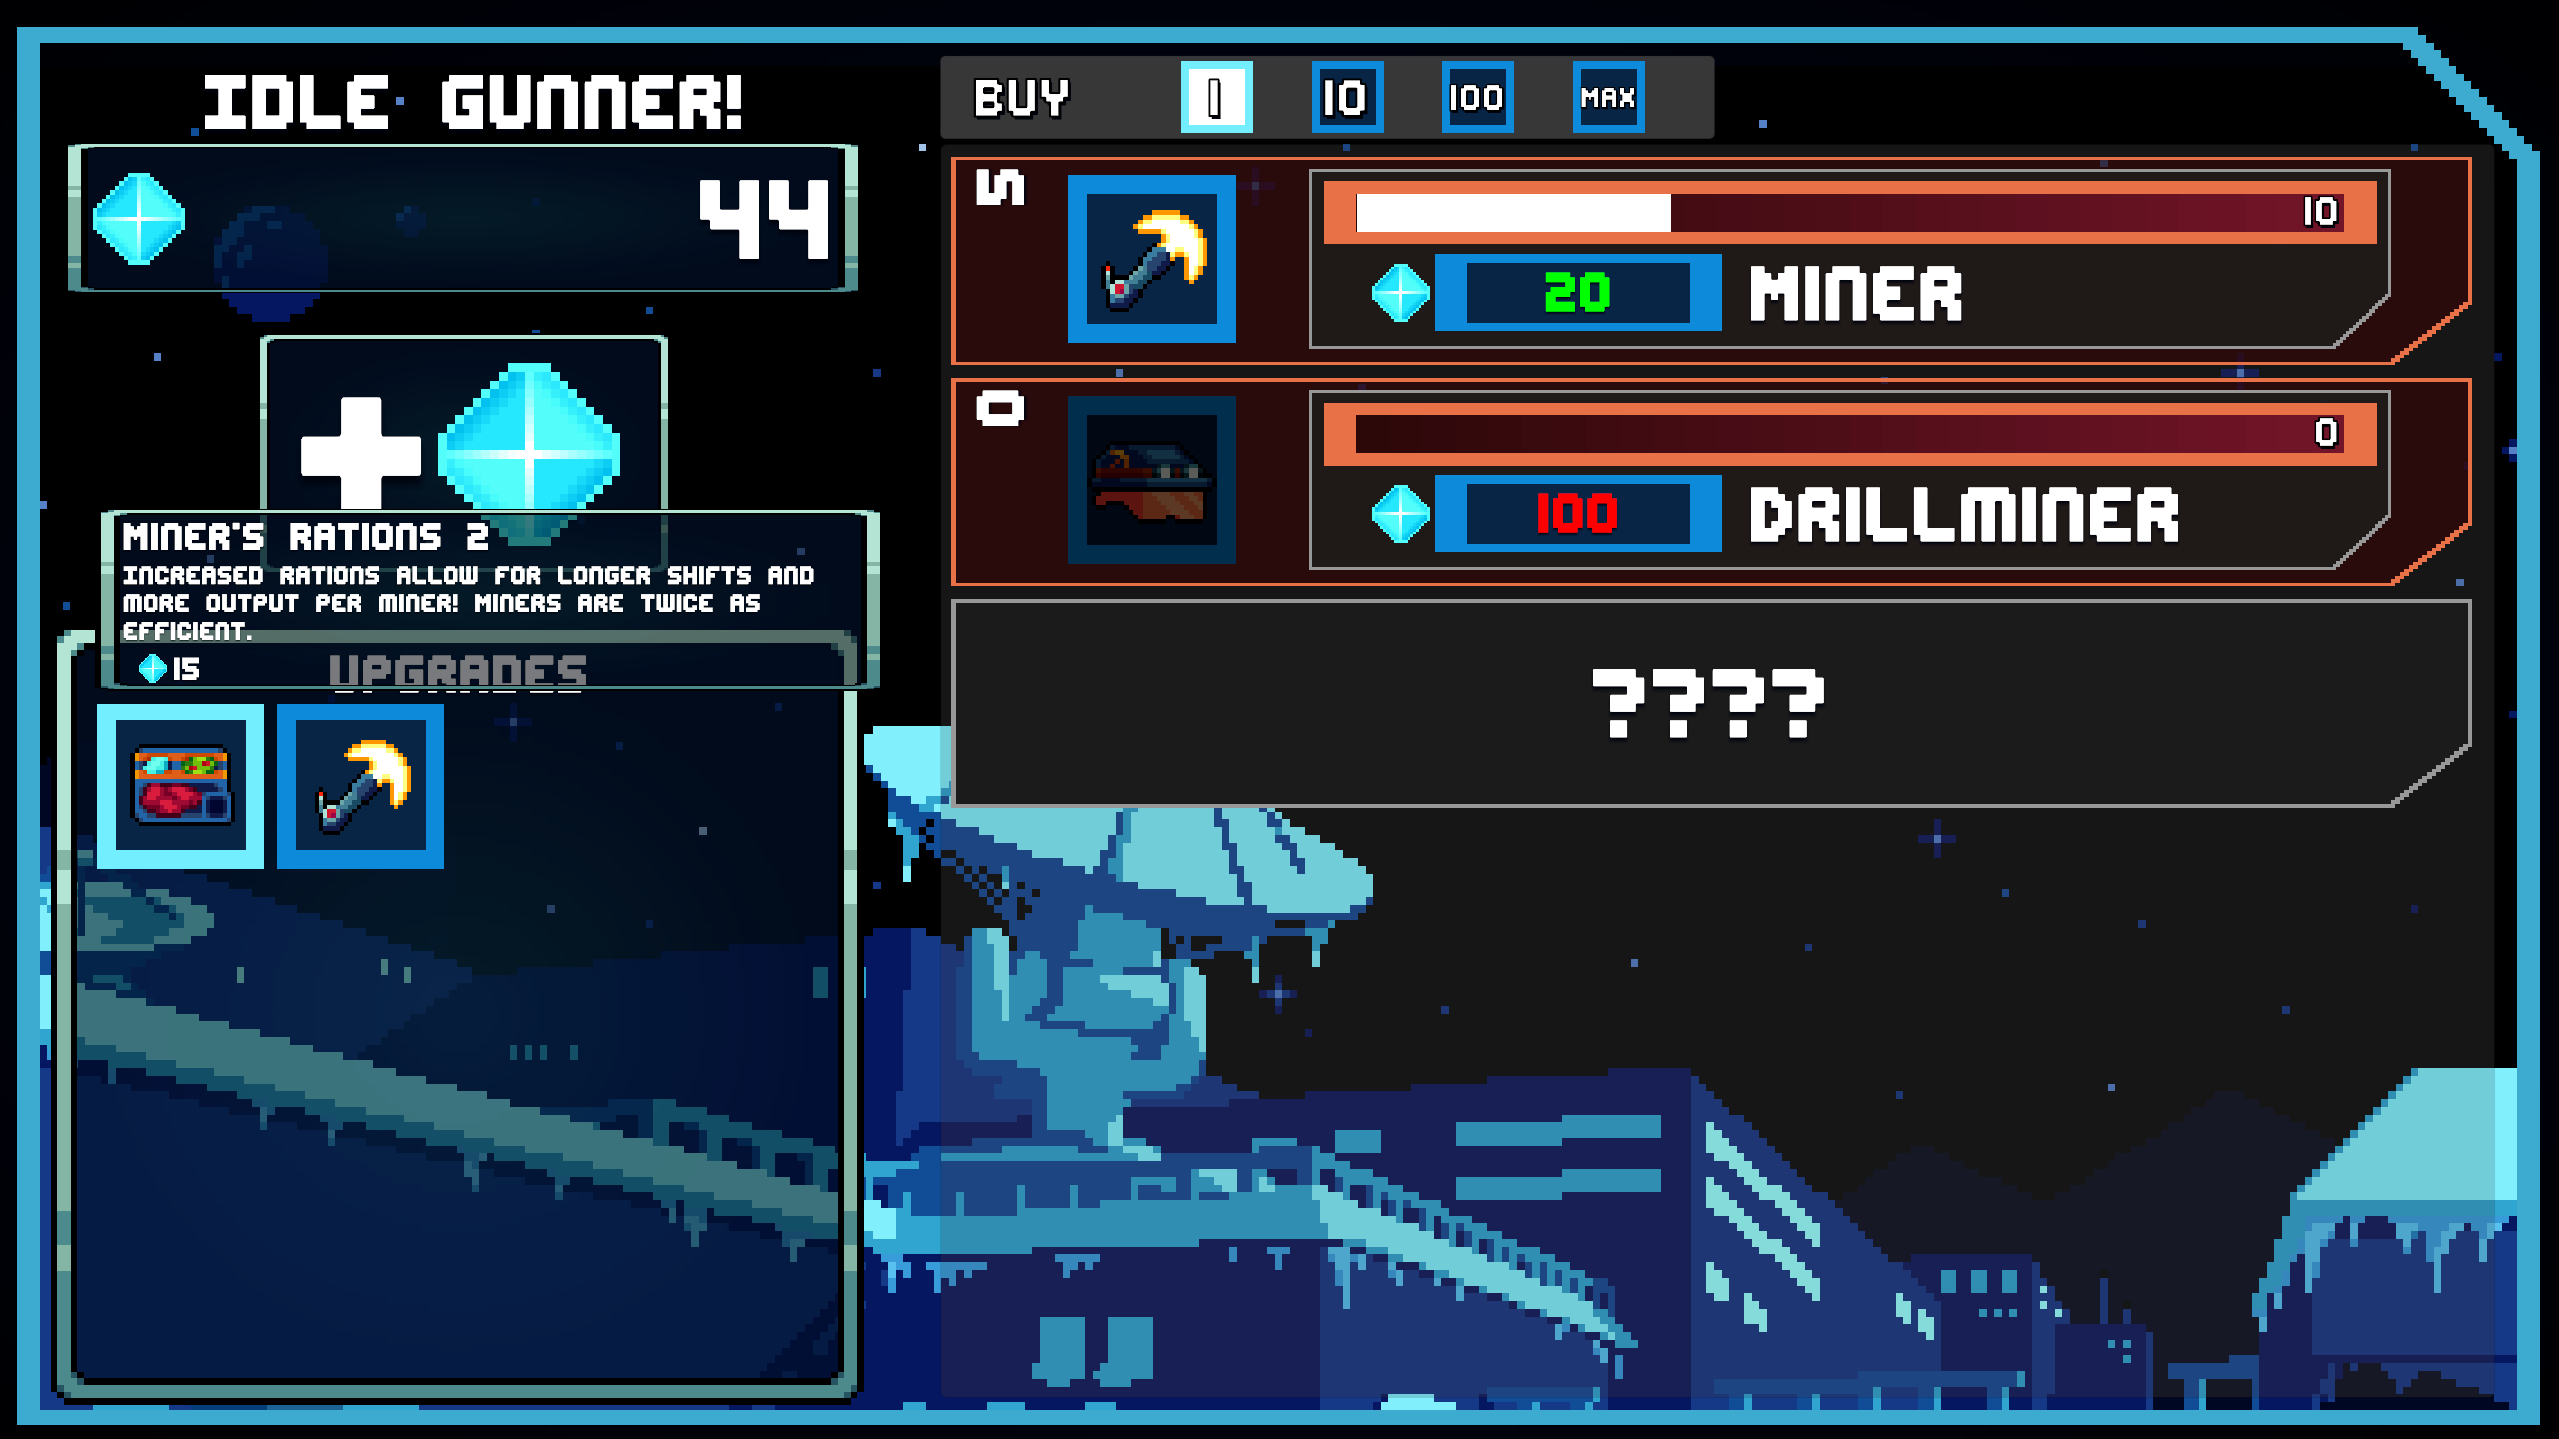 IDLE GUNNER!
44
MINER'S RATIONS 2
INCREASED RATIONS ALLOW FOR LONGER SHIFTS AND
MORE OUTPUT PER MINER! MINERS ARE TWICE AS
EFFICIENT.
15
UPGRADES
BUY 1 10 100 MAX
5
10
20 MINER
0
0
100 DRILLMINER
????